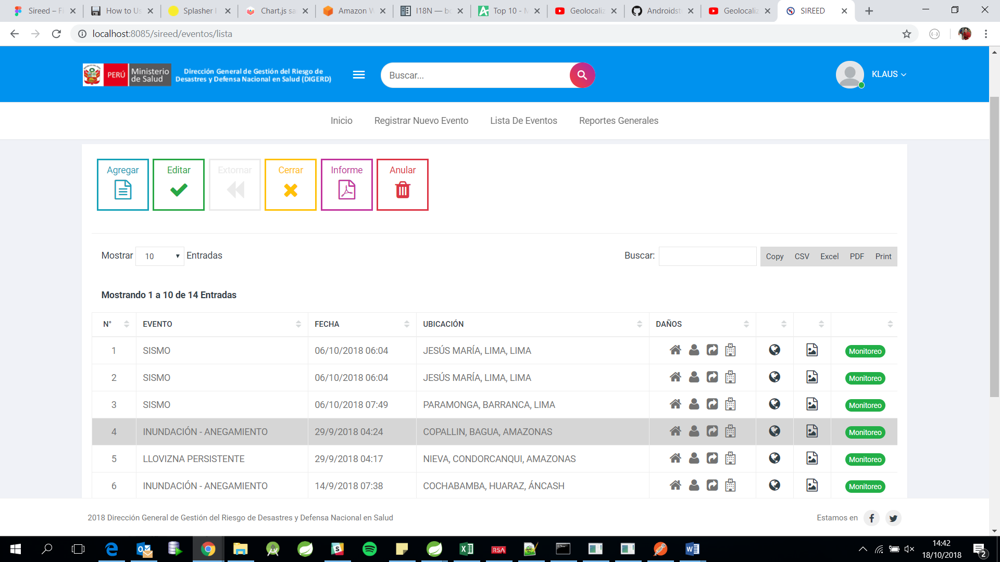 Sireed – Fi
How to Us
Splasher
Chart.js sa
Amazon W
I18N — bo
Top 10 - M
Geolocaliz
Androidst
Geolocaliz
SIREED
localhost:8085/sireed/eventos/lista
PERÚ
Ministerio
de Salud
Dirección General de Gestión del Riesgo de
Desastres y Defensa Nacional en Salud (DIGERD)
Buscar...
KLAUS
Inicio
Registrar Nuevo Evento
Lista De Eventos
Reportes Generales
Agregar
Editar
Extornar
Cerrar
Informe
Anular
Mostrar 10 Entradas
Buscar:
Copy CSV Excel PDF Print
Mostrando 1 a 10 de 14 Entradas
N° EVENTO FECHA UBICACIÓN DAÑOS
1 SISMO 06/10/2018 06:04 JESÚS MARÍA, LIMA, LIMA Monitoreo
2 SISMO 06/10/2018 06:04 JESÚS MARÍA, LIMA, LIMA Monitoreo
3 SISMO 06/10/2018 07:49 PARAMONGA, BARRANCA, LIMA Monitoreo
4 INUNDACIÓN - ANEGAMIENTO 29/9/2018 04:24 COPALLIN, BAGUA, AMAZONAS Monitoreo
5 LLOVIZNA PERSISTENTE 29/9/2018 04:17 NIEVA, CONDORCANQUI, AMAZONAS Monitoreo
6 INUNDACIÓN - ANEGAMIENTO 14/9/2018 07:38 COCHABAMBA, HUARAZ, ÁNCASH Monitoreo
2018 Dirección General de Gestión del Riesgo de Desastres y Defensa Nacional en Salud
Estamos en
RSA
14:42
18/10/2018
2